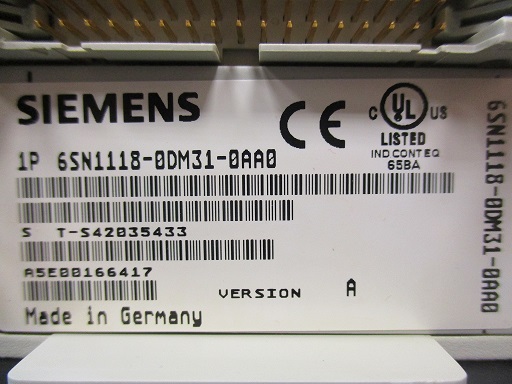 SIEMENS
CE
C UL US
LISTED
IND CONT EQ
65BA
1P 6SN1118-0DM31-0AA0
S T-S42035433
A5E00166417
VERSION A
Made in Germany
6SN1118-0DM31-0AA0